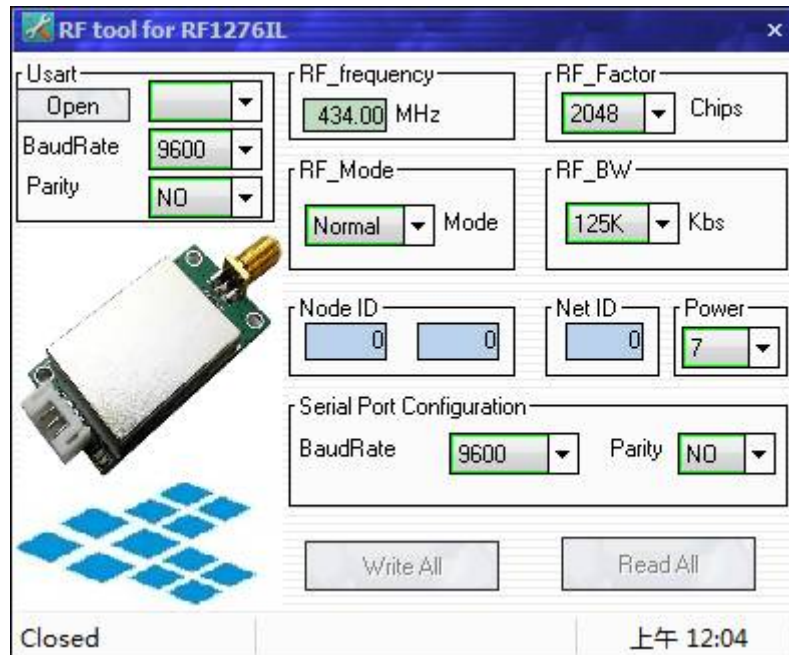 RF tool for RF1276IL
Usart
Open
BaudRate 9600
Parity NO
RF_frequency
434.00 MHz
RF_Factor
2048 Chips
RF_Mode
Normal Mode
RF_BW
125K Kbs
Node ID
0 0
Net ID
0
Power
7
Serial Port Configuration
BaudRate 9600 Parity NO
Write All Read All
Closed 上午 12:04